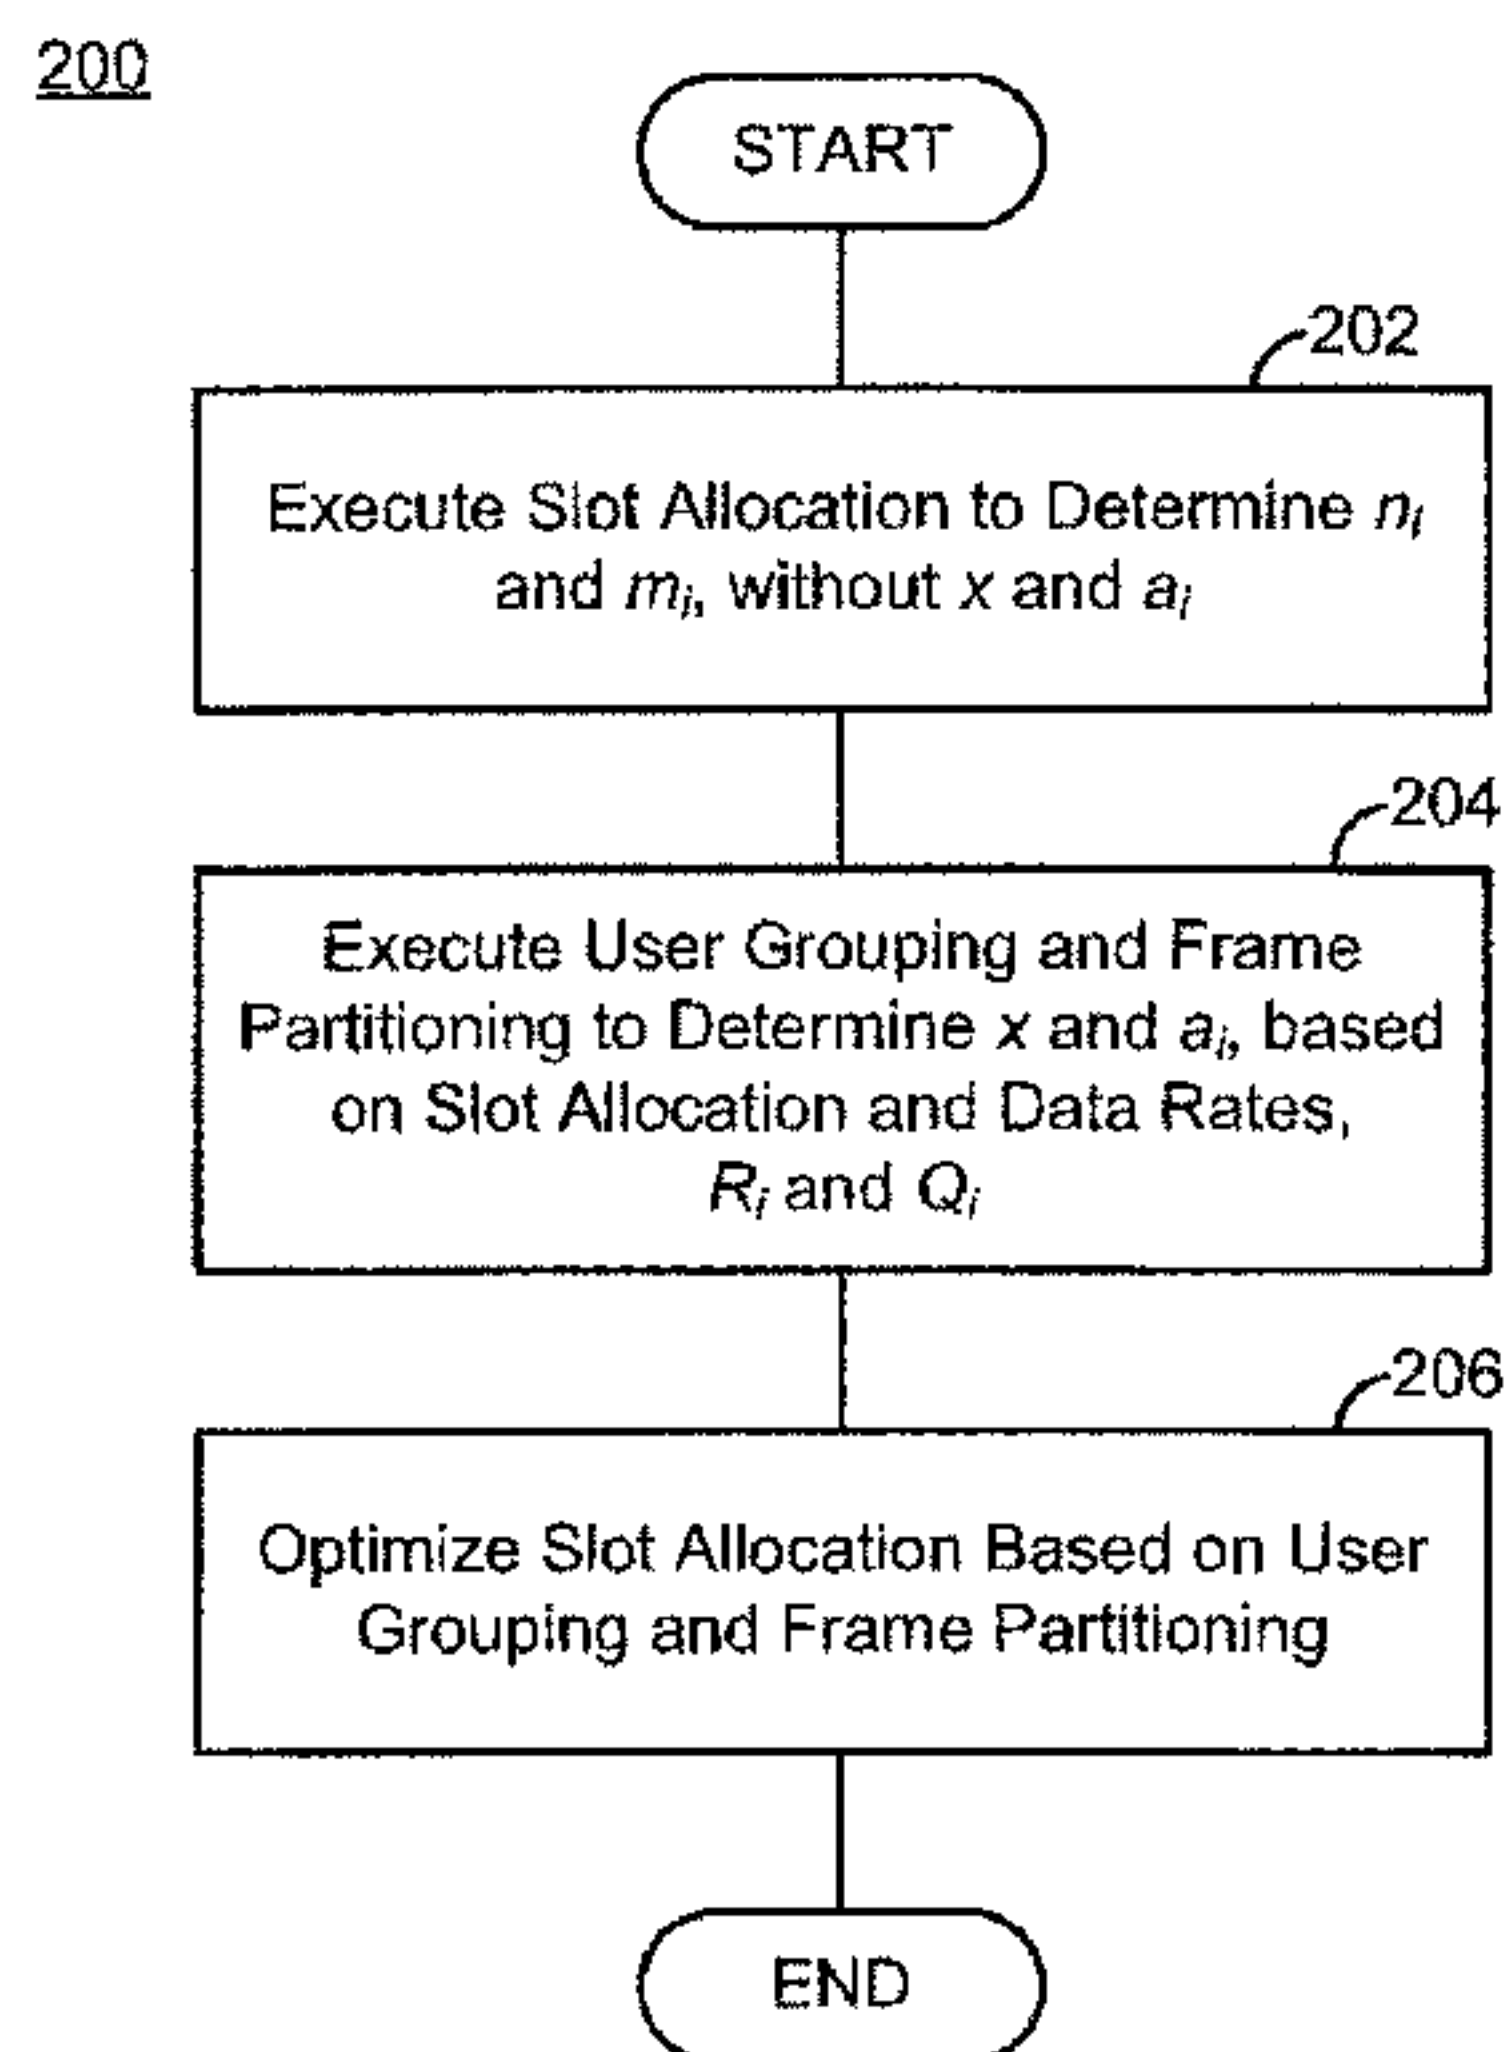 200
START
202
Execute Slot Allocation to Determine nᵢ
and mᵢ, without x and aᵢ
204
Execute User Grouping and Frame
Partitioning to Determine x and aᵢ, based
on Slot Allocation and Data Rates,
Rᵢ and Qᵢ
206
Optimize Slot Allocation Based on User
Grouping and Frame Partitioning
END